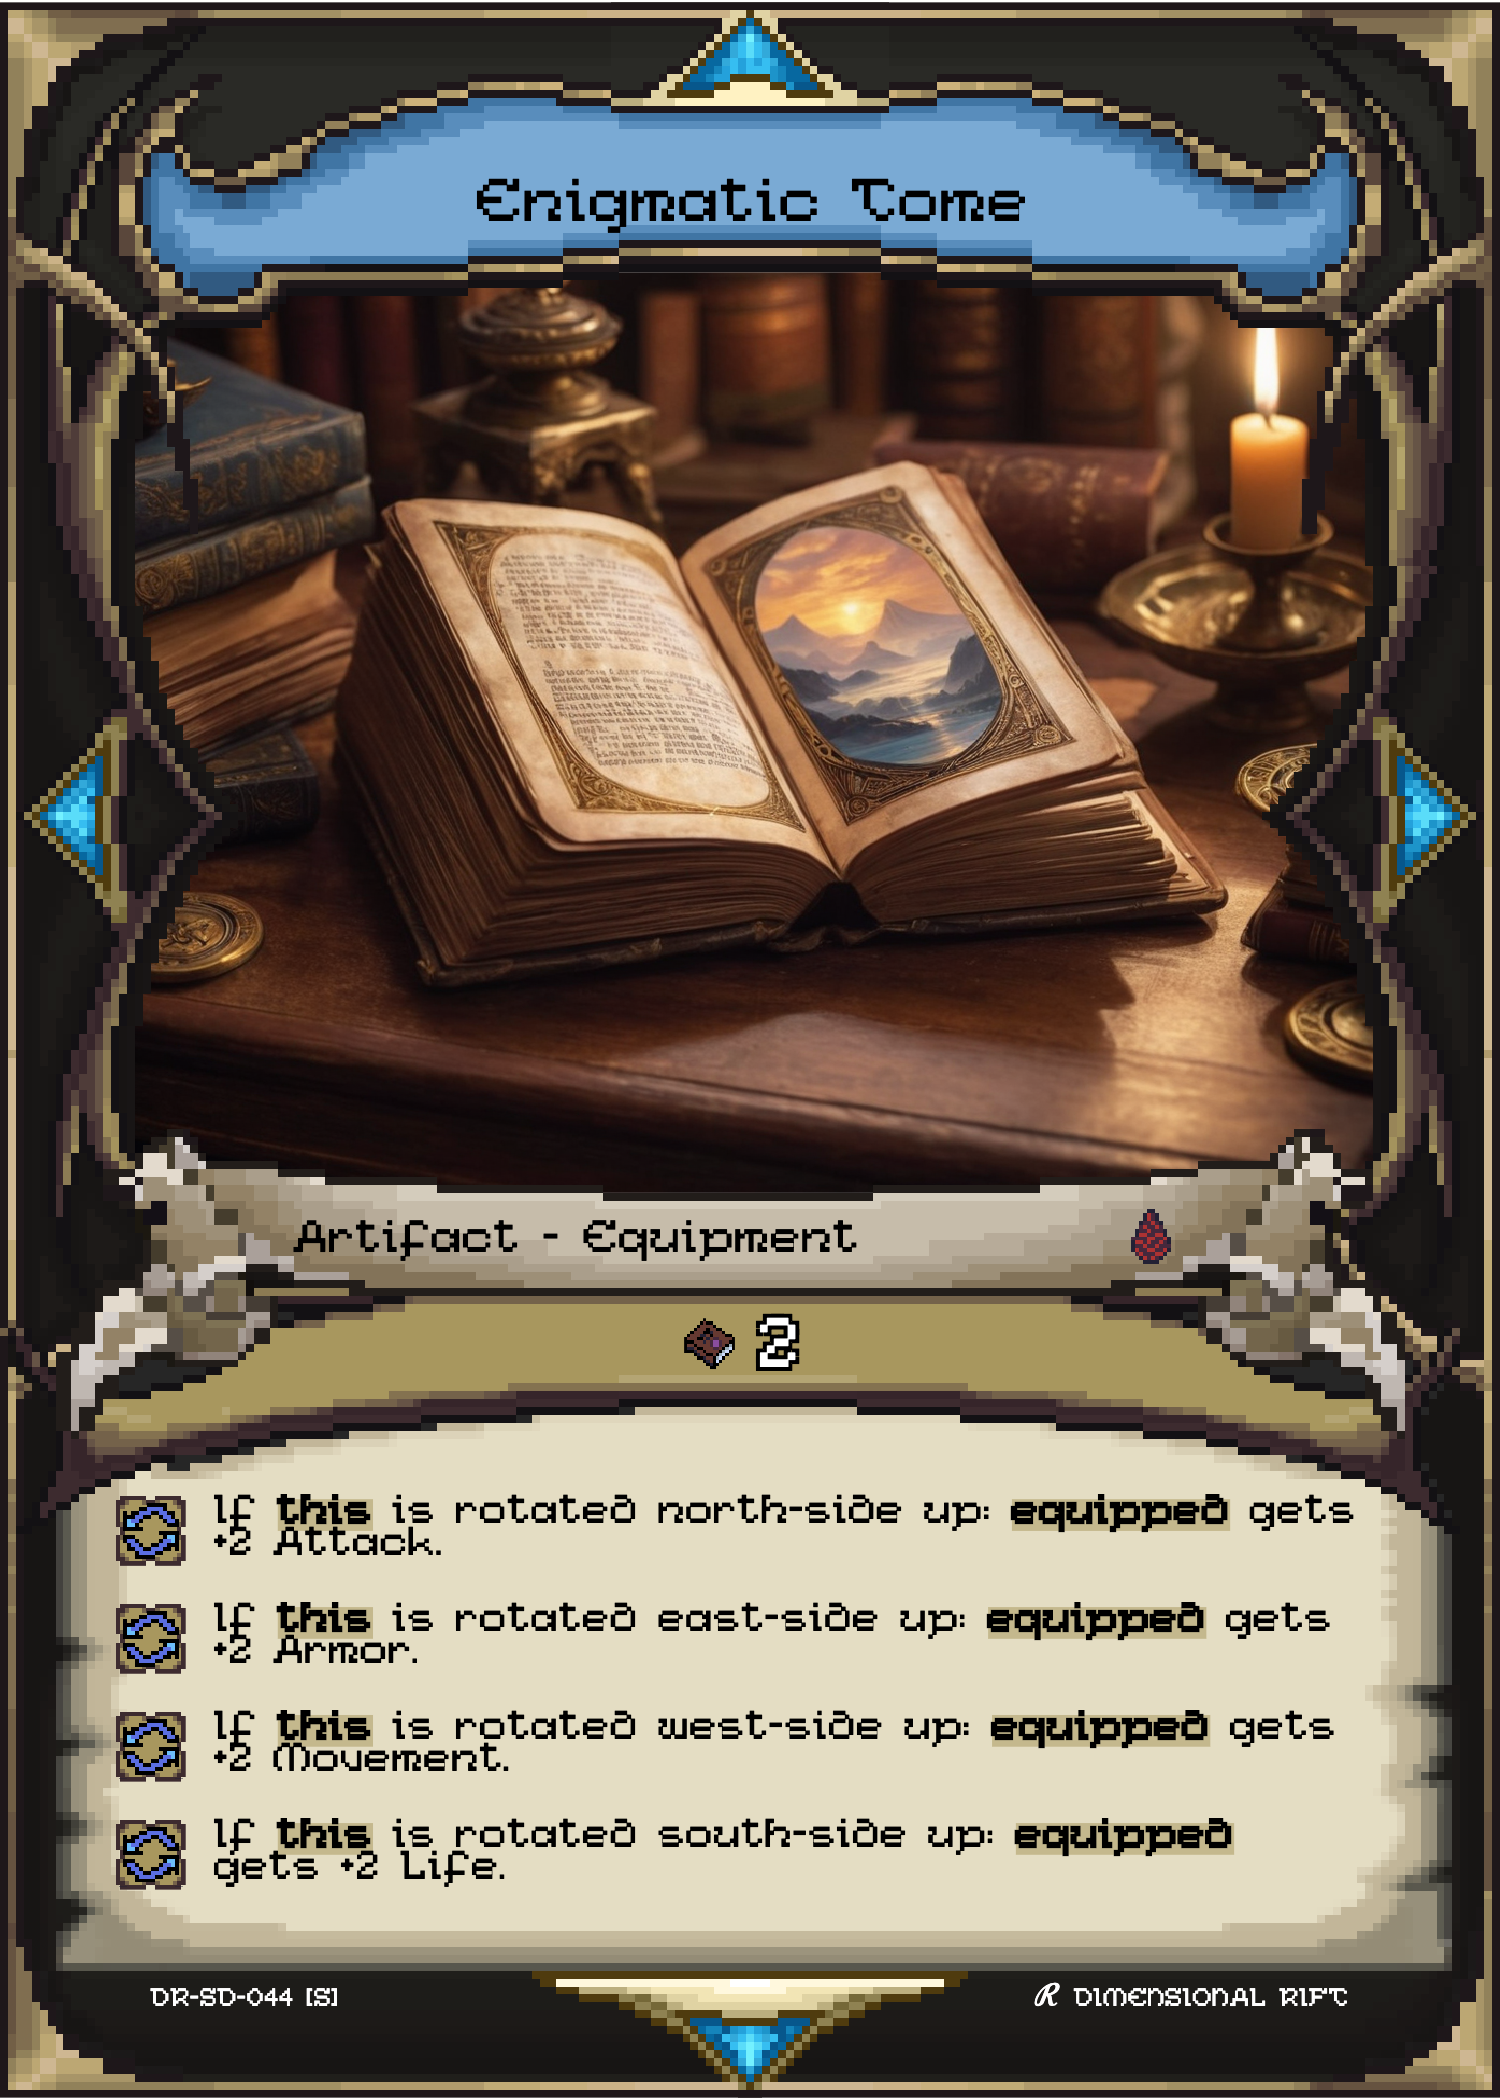 Enigmatic Tome
Artifact - Equipment
2
If this is rotated north-side up: equipped gets
+2 Attack.
If this is rotated east-side up: equipped gets
+2 Armor.
If this is rotated west-side up: equipped gets
+2 Movement.
If this is rotated south-side up: equipped
gets +2 Life.
DR-SD-044 [S]
R DIMENSIONAL RIFT